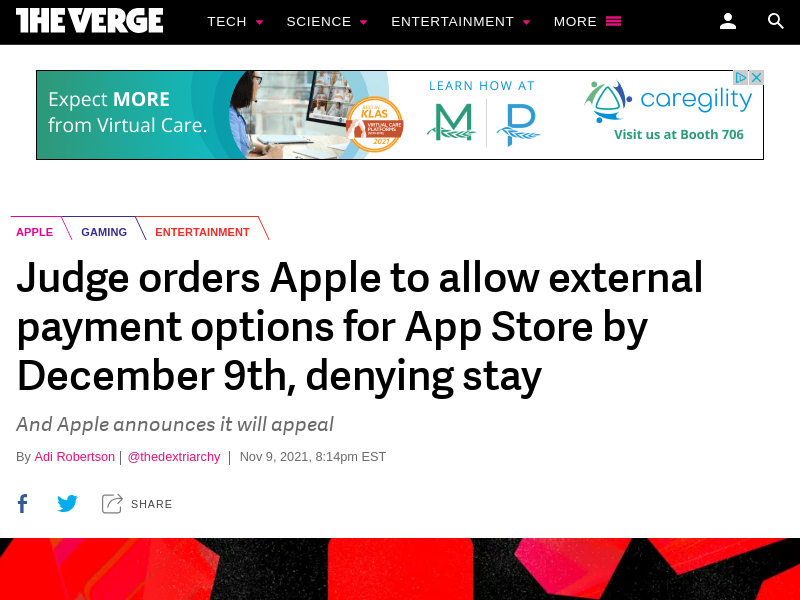 THE VERGE
TECH SCIENCE ENTERTAINMENT MORE
Expect MORE
from Virtual Care.
KLAS
VIRTUAL CARE
PLATFORMS
2021
LEARN HOW AT
M P
caregility
Visit us at Booth 706
APPLE GAMING ENTERTAINMENT
Judge orders Apple to allow external
payment options for App Store by
December 9th, denying stay
And Apple announces it will appeal
By Adi Robertson | @thedextriarchy | Nov 9, 2021, 8:14pm EST
SHARE